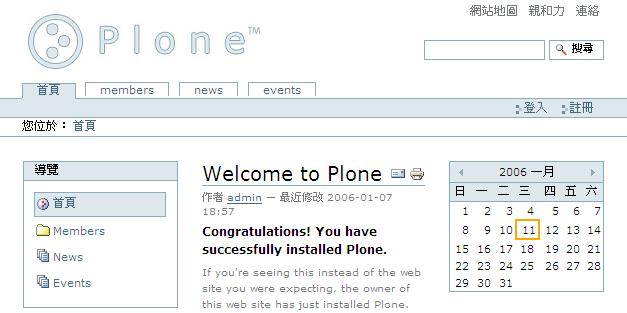 網站地圖 親和力 連絡
Plone™
搜尋
首頁 members news events
登入 註冊
您位於： 首頁
導覽
首頁
Members
News
Events
Welcome to Plone
作者 admin — 最近修改 2006-01-07
18:57
Congratulations! You have
successfully installed Plone.
If you're seeing this instead of the web
site you were expecting, the owner of
this web site has just installed Plone.
2006 一月
日 一 二 三 四 五 六
1 2 3 4 5 6 7
8 9 10 11 12 13 14
15 16 17 18 19 20 21
22 23 24 25 26 27 28
29 30 31